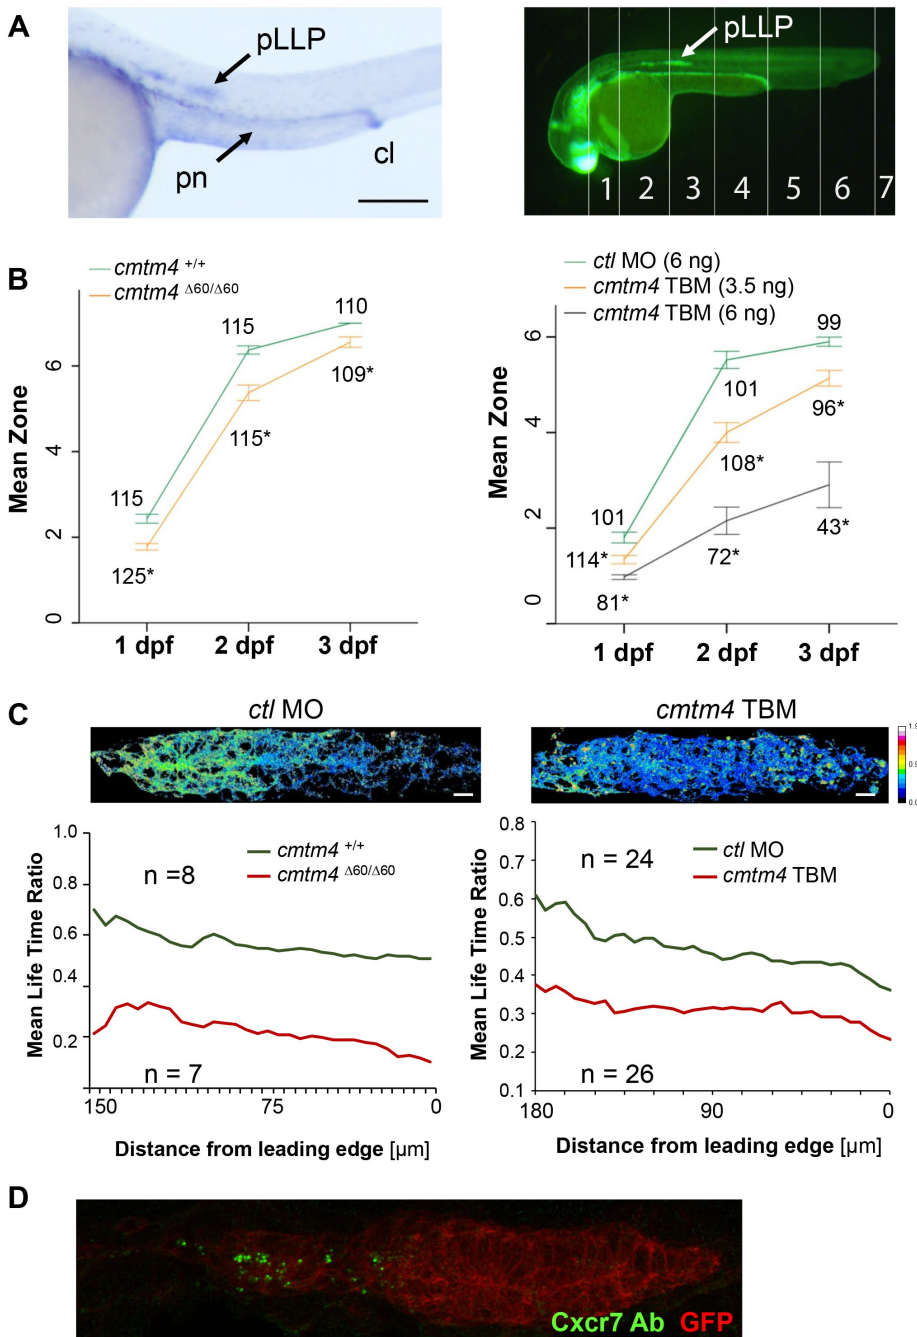 A
pLLP
pn
cl
pLLP
1 2 3 4 5 6 7
B
cmtm4 +/+
cmtm4 Δ60/Δ60
Mean Zone
0
2
4
6
115
115
110
125*
115*
109*
1 dpf 2 dpf 3 dpf
ctl MO (6 ng)
cmtm4 TBM (3.5 ng)
cmtm4 TBM (6 ng)
Mean Zone
0
2
4
6
101
101
99
114*
108*
96*
81*
72*
43*
1 dpf 2 dpf 3 dpf
C
ctl MO
cmtm4 TBM
1.9
0.9
0.0
Mean Life Time Ratio
1.0
0.8
0.6
0.4
0.2
n =8
cmtm4 +/+
cmtm4 Δ60/Δ60
n = 7
150 75 0
Distance from leading edge [µm]
Mean Life Time Ratio
0.8
0.7
0.6
0.5
0.4
0.3
0.2
0.1
n = 24
ctl MO
cmtm4 TBM
n = 26
180 90 0
Distance from leading edge [µm]
D
Cxcr7 Ab GFP